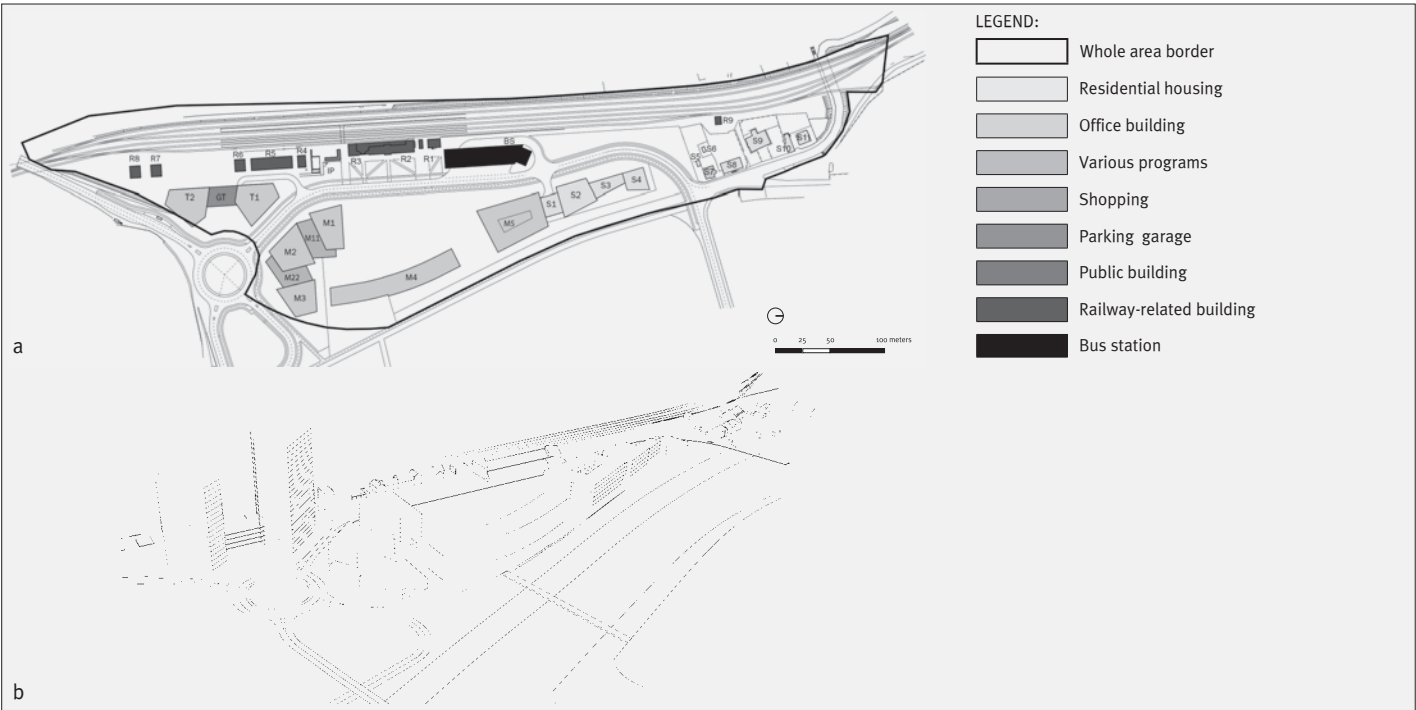 LEGEND:
Whole area border
Residential housing
Office building
Various programs
Shopping
Parking garage
Public building
Railway-related building
Bus station
R8 R7 R6 R5 R4 IP R3 R2 R1 BS R9
S5 S6 S7 S8 S9 S10 S11
T2 GT T1
S1 S2 S3 S4
M1
M11
M2
M5
M22
M3
M4
0 25 50 100 meters
a
b